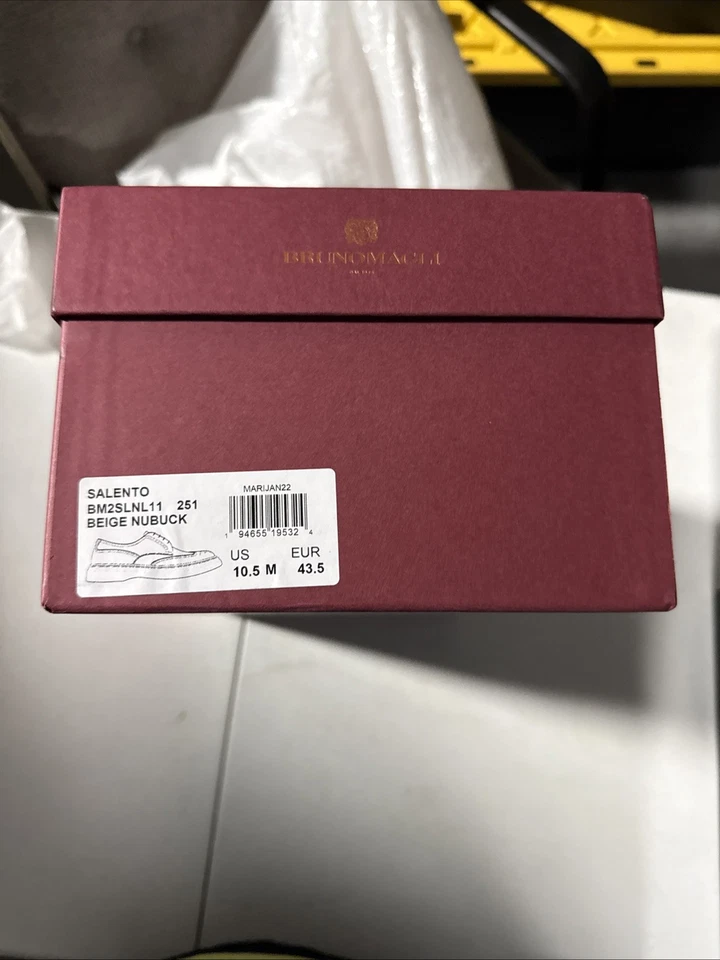 BRUNOMAGLI
SALENTO
BM2SLNL11 251
BEIGE NUBUCK
MARIJAN22
1 94655 19532 4
US EUR
10.5 M 43.5